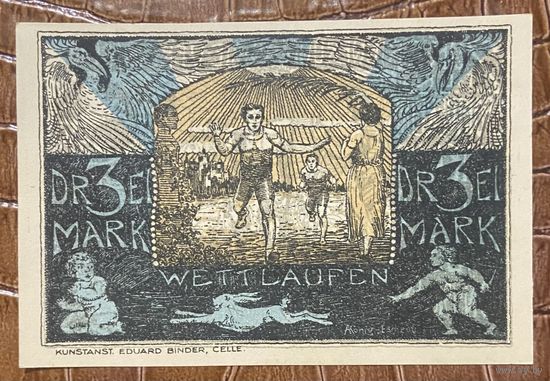 DR3EI
MARK
DR3EI
MARK
WETTLAUFEN
KUNSTANST. EDUARD BINDER, CELLE.